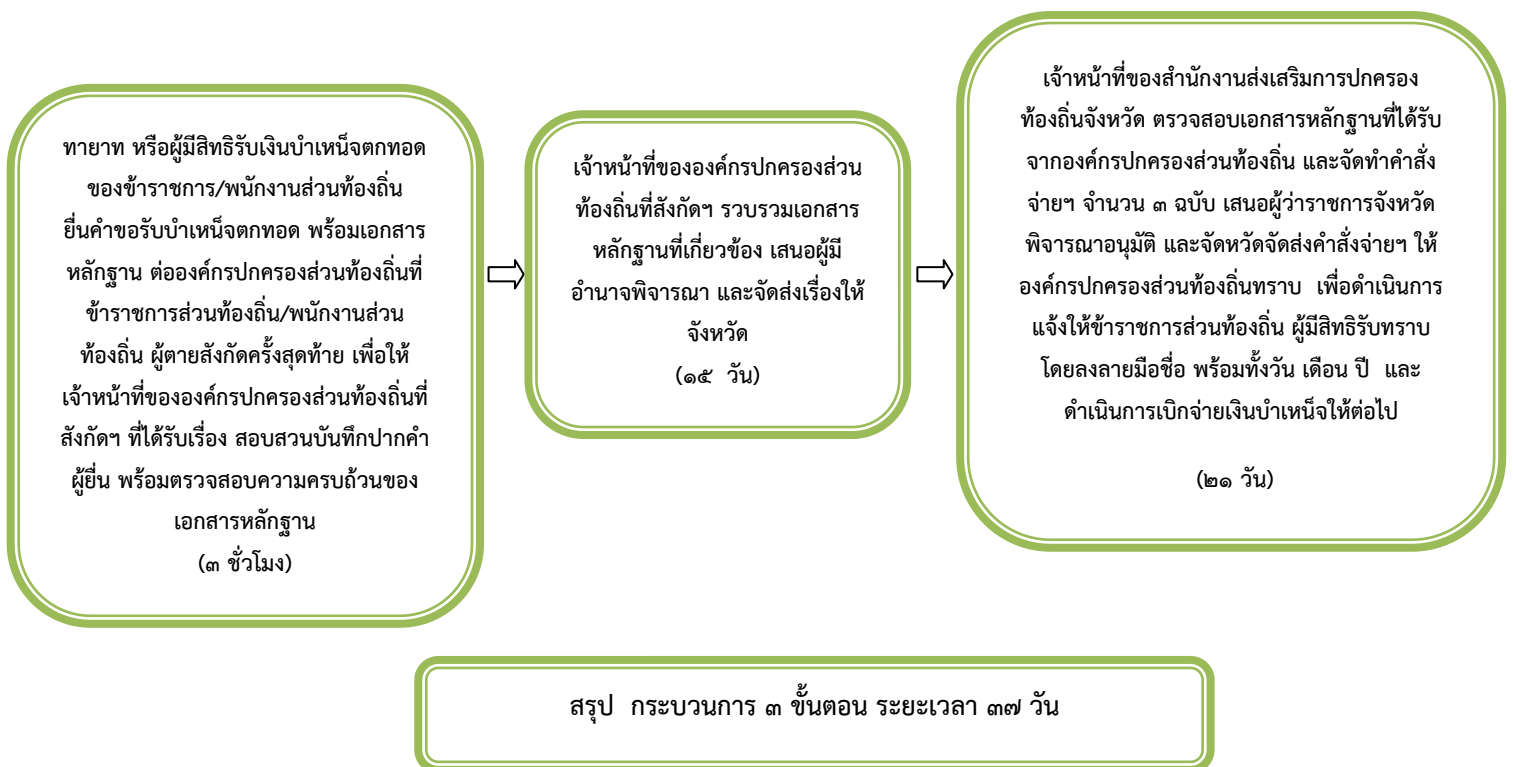 ทายาท หรือผู้มีสิทธิรับเงินบำเหน็จตกทอด
ของข้าราชการ/พนักงานส่วนท้องถิ่น
ยื่นคำขอรับบำเหน็จตกทอด พร้อมเอกสาร
หลักฐาน ต่อองค์กรปกครองส่วนท้องถิ่นที่
ข้าราชการส่วนท้องถิ่น/พนักงานส่วน
ท้องถิ่น ผู้ตายสังกัดครั้งสุดท้าย เพื่อให้
เจ้าหน้าที่ขององค์กรปกครองส่วนท้องถิ่นที่
สังกัดฯ ที่ได้รับเรื่อง สอบสวนบันทึกปากคำ
ผู้ยื่น พร้อมตรวจสอบความครบถ้วนของ
เอกสารหลักฐาน
(๓ ชั่วโมง)
เจ้าหน้าที่ขององค์กรปกครองส่วน
ท้องถิ่นที่สังกัดฯ รวบรวมเอกสาร
หลักฐานที่เกี่ยวข้อง เสนอผู้มี
อำนาจพิจารณา และจัดส่งเรื่องให้
จังหวัด
(๑๕ วัน)
เจ้าหน้าที่ของสำนักงานส่งเสริมการปกครอง
ท้องถิ่นจังหวัด ตรวจสอบเอกสารหลักฐานที่ได้รับ
จากองค์กรปกครองส่วนท้องถิ่น และจัดทำคำสั่ง
จ่ายฯ จำนวน ๓ ฉบับ เสนอผู้ว่าราชการจังหวัด
พิจารณาอนุมัติ และจัดหวัดจัดส่งคำสั่งจ่ายฯ ให้
องค์กรปกครองส่วนท้องถิ่นทราบ เพื่อดำเนินการ
แจ้งให้ข้าราชการส่วนท้องถิ่น ผู้มีสิทธิรับทราบ
โดยลงลายมือชื่อ พร้อมทั้งวัน เดือน ปี และ
ดำเนินการเบิกจ่ายเงินบำเหน็จให้ต่อไป
(๒๑ วัน)
สรุป กระบวนการ ๓ ขั้นตอน ระยะเวลา ๓๗ วัน